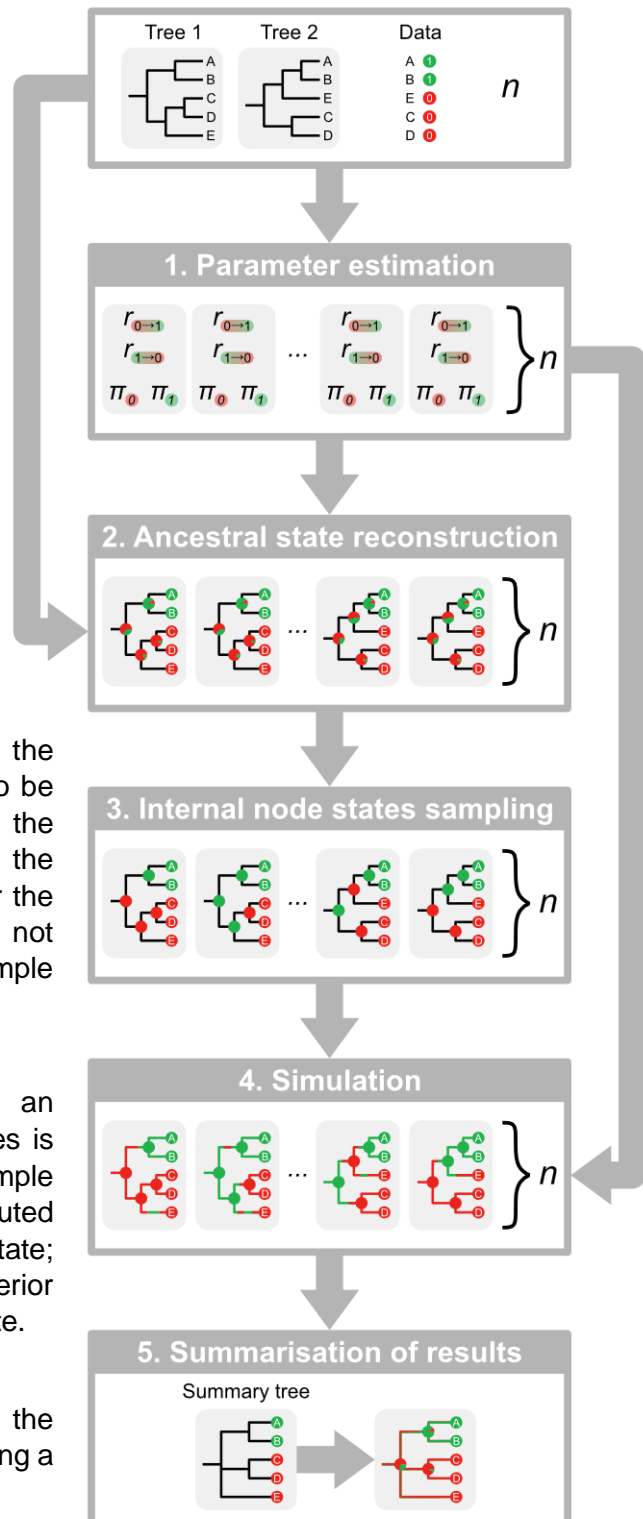 Tree 1 Tree 2 Data
A A A 1
B B B 1
C E E 0
D C C 0
E D D 0
n
1. Parameter estimation
r0→1 r0→1 r0→1 r0→1
r1→0 r1→0 ... r1→0 r1→0
π0 π1 π0 π1 π0 π1 π0 π1
n
2. Ancestral state reconstruction
A A A A
B B B B
C C ... E E
D D C C
E E D D
n
the
o be
the
the
r the
not
mple
3. Internal node states sampling
A A A A
B B B B
C C ... E E
D D C C
E E D D
n
an
es is
mple
uted
tate;
erior
te.
4. Simulation
A A A A
B B B B
C C ... E E
D D C C
E E D D
n
the
ng a
5. Summarisation of results
Summary tree
A A
B B
C C
D D
E E